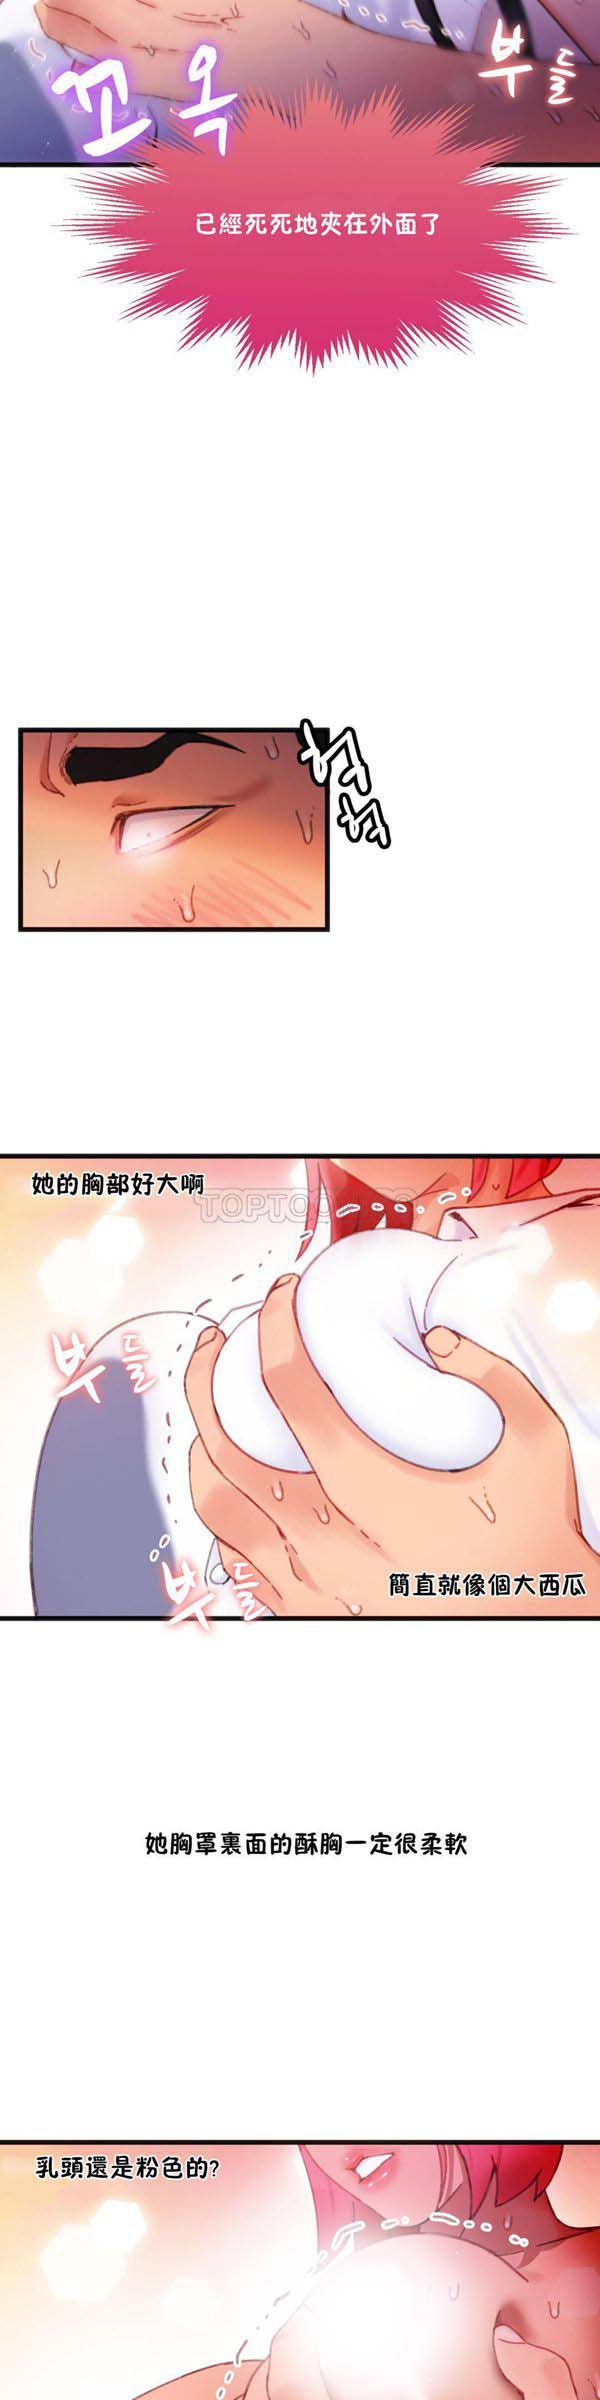 꼬옥
부들
已經死死地夾在外面了
她的胸部好大啊
TOPTOON
부들
부들
簡直就像個大西瓜
她胸罩裏面的酥胸一定很柔軟
乳頭還是粉色的?